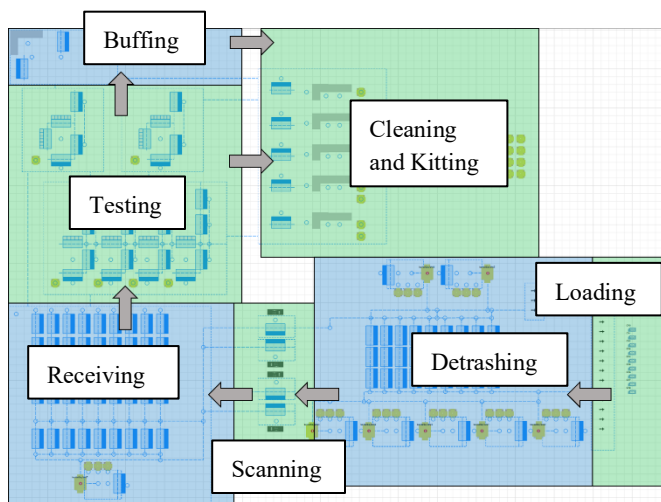 Buffing
Cleaning
and Kitting
Testing
Loading
Detrashing
Receiving
Scanning